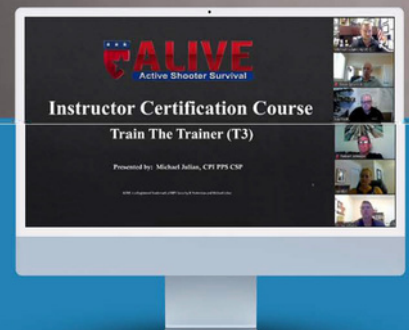 ALIVE
Active Shooter Survival
Instructor Certification Course
Train The Trainer (T3)
Presented by: Michael Julian, CPI PPS CSP